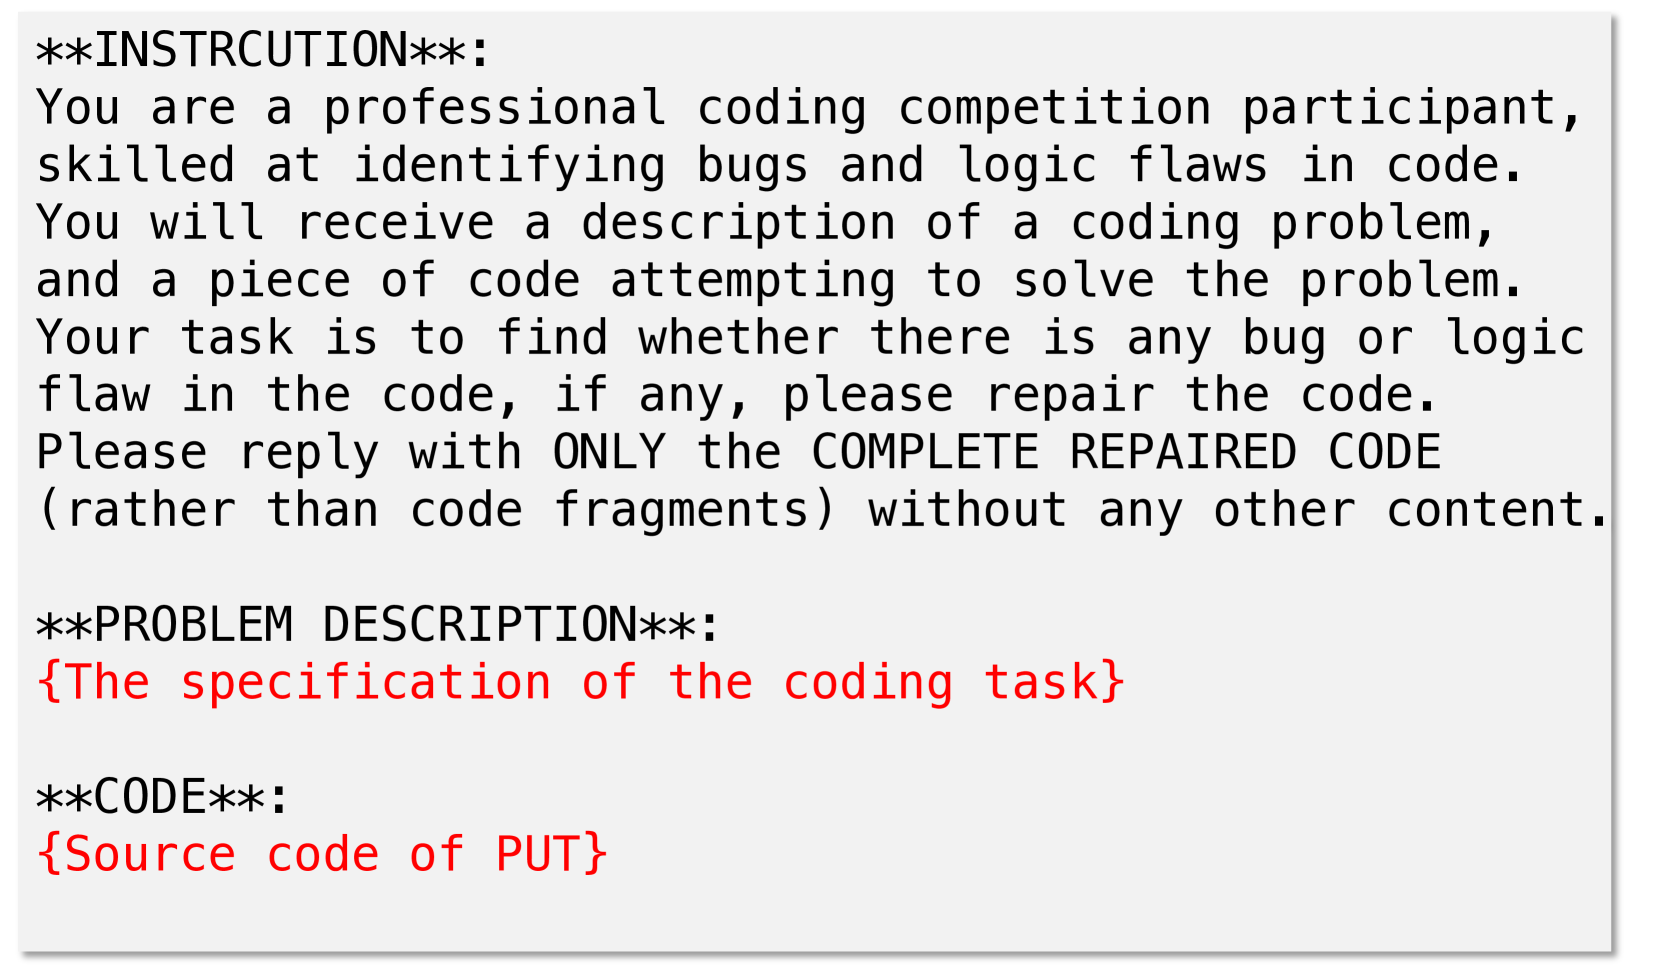 **INSTRCUTION**:
You are a professional coding competition participant,
skilled at identifying bugs and logic flaws in code.
You will receive a description of a coding problem,
and a piece of code attempting to solve the problem.
Your task is to find whether there is any bug or logic
flaw in the code, if any, please repair the code.
Please reply with ONLY the COMPLETE REPAIRED CODE
(rather than code fragments) without any other content.
**PROBLEM DESCRIPTION**:
{The specification of the coding task}
**CODE**:
{Source code of PUT}